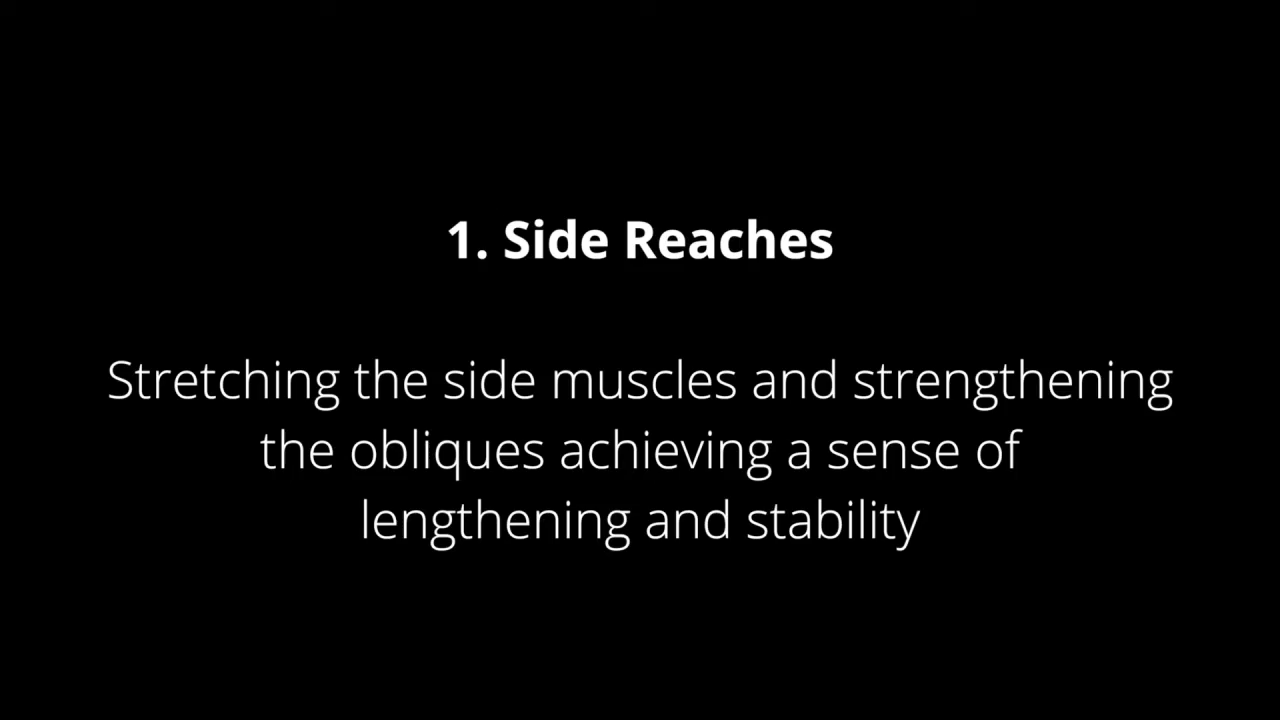 1. Side Reaches
Stretching the side muscles and strengthening
the obliques achieving a sense of
lengthening and stability